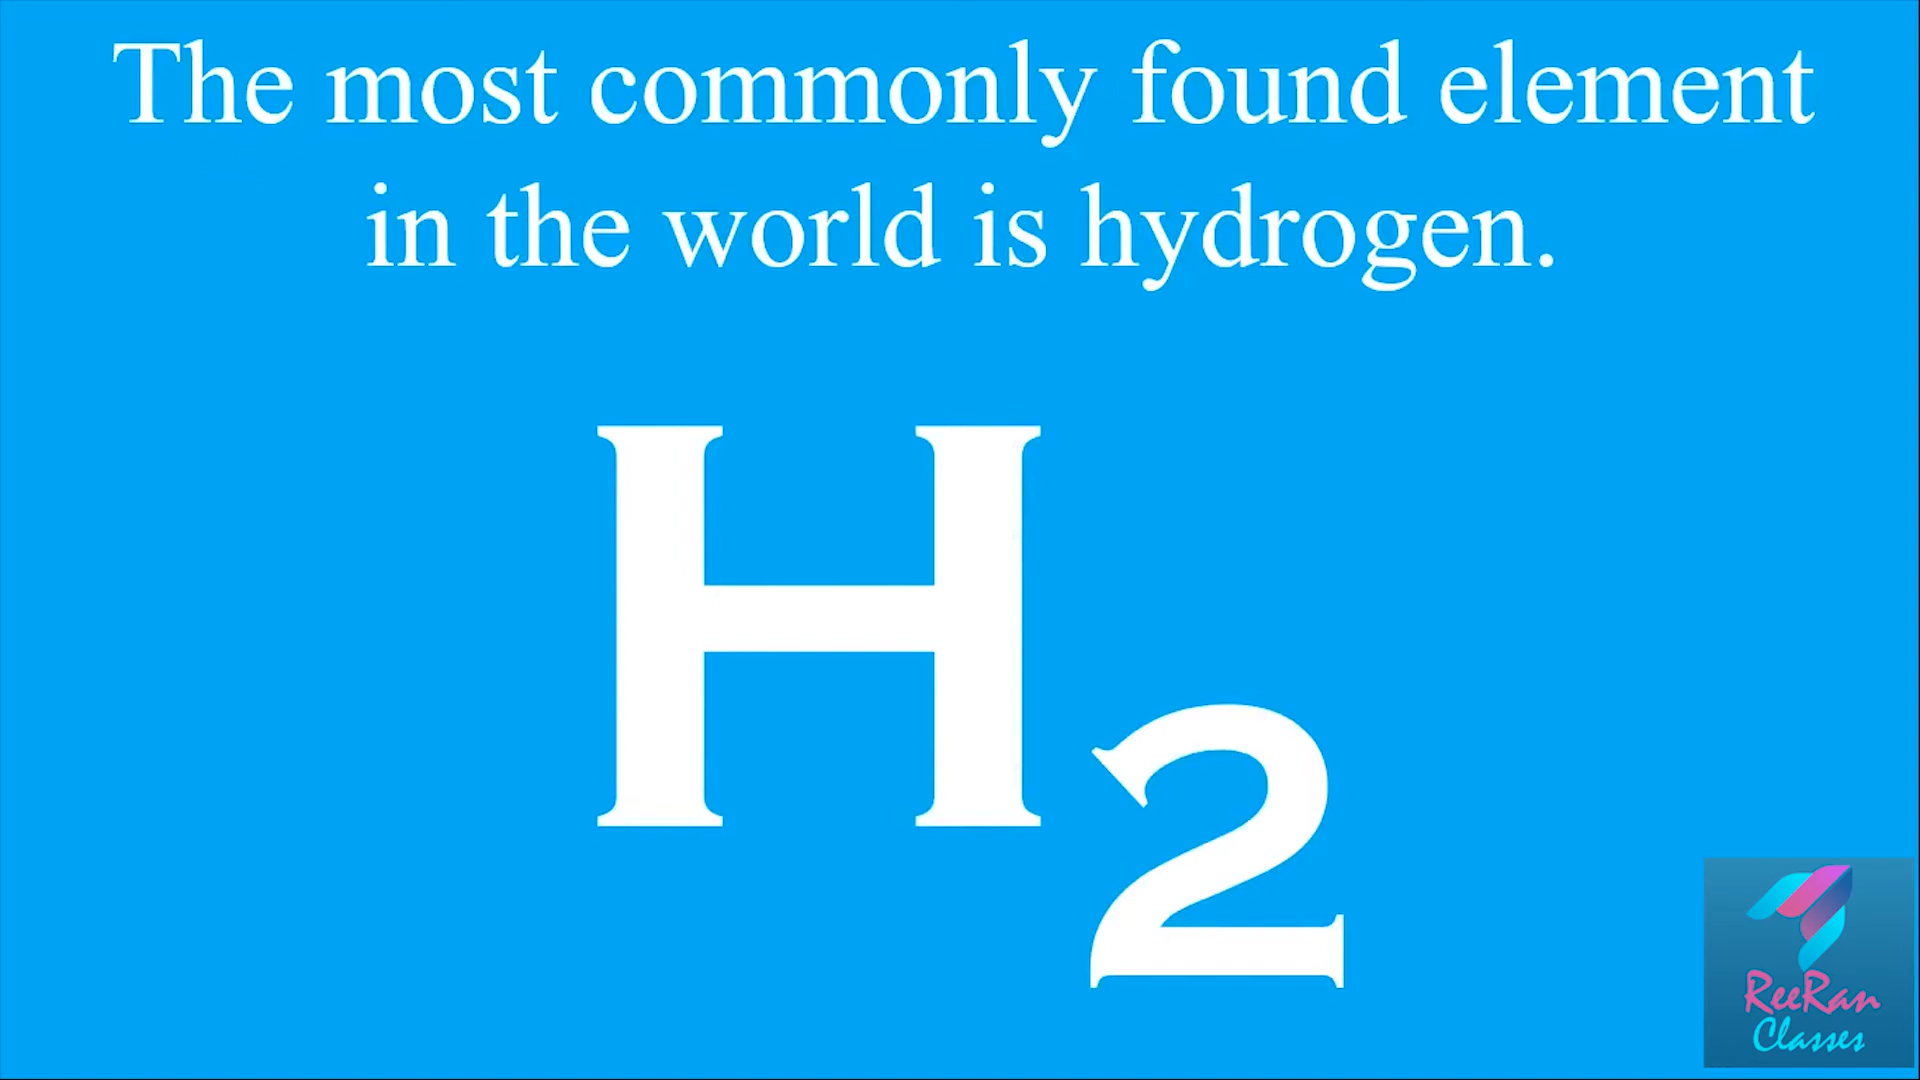 The most commonly found element
in the world is hydrogen.
H₂
ReeRan
Classes